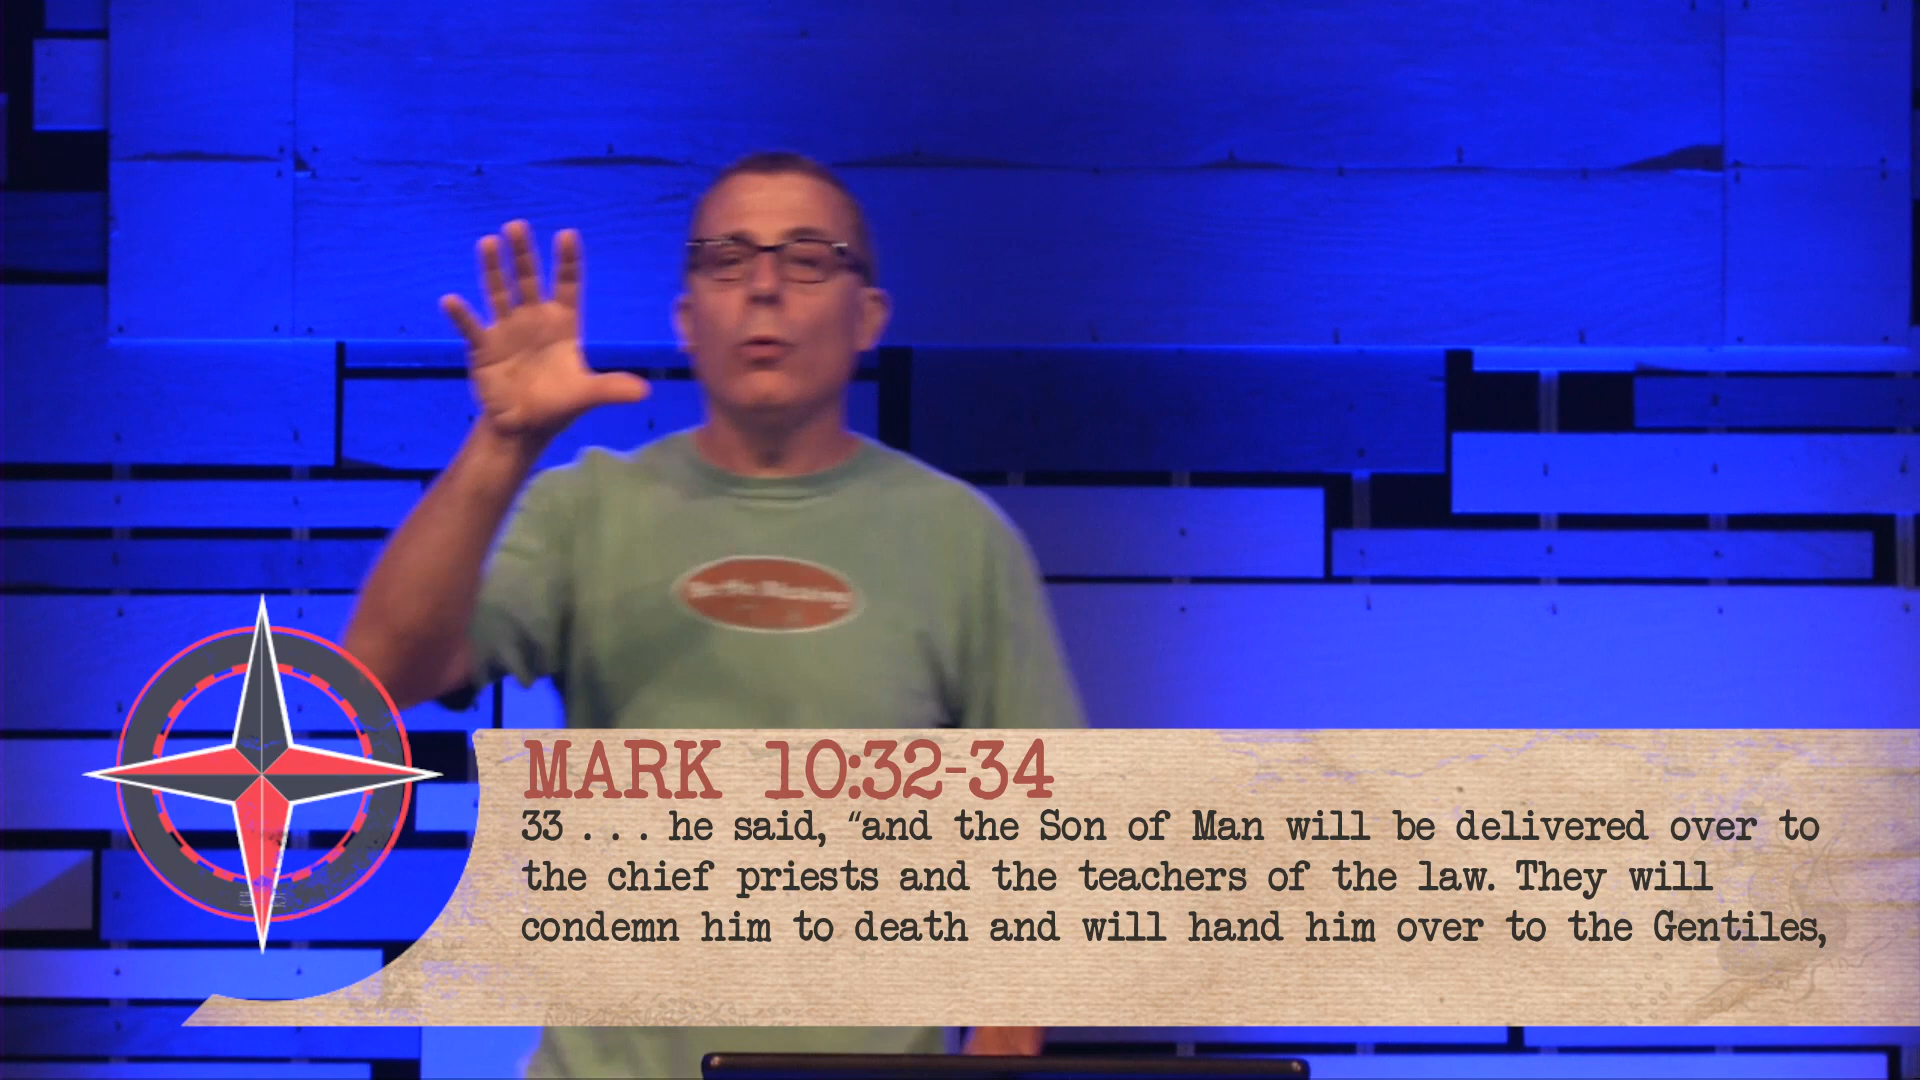 MARK 10:32-34
33 . . . he said, “and the Son of Man will be delivered over to
the chief priests and the teachers of the law. They will
condemn him to death and will hand him over to the Gentiles,